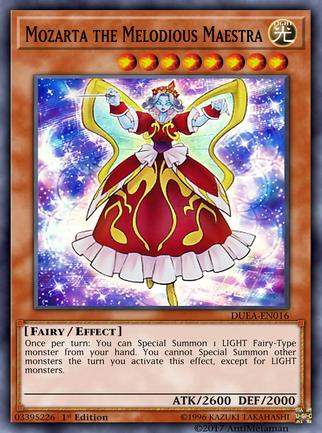 MOZARTA THE MELODIOUS MAESTRA
LIGHT
光
DUEA-EN016
[ FAIRY / EFFECT ]
Once per turn: You can Special Summon 1 LIGHT Fairy-Type
monster from your hand. You cannot Special Summon other
monsters the turn you activate this effect, except for LIGHT
monsters.
ATK/2600 DEF/2000
03395226 1st Edition ©1996 KAZUKI TAKAHASHI
©2017 AntiMetaman